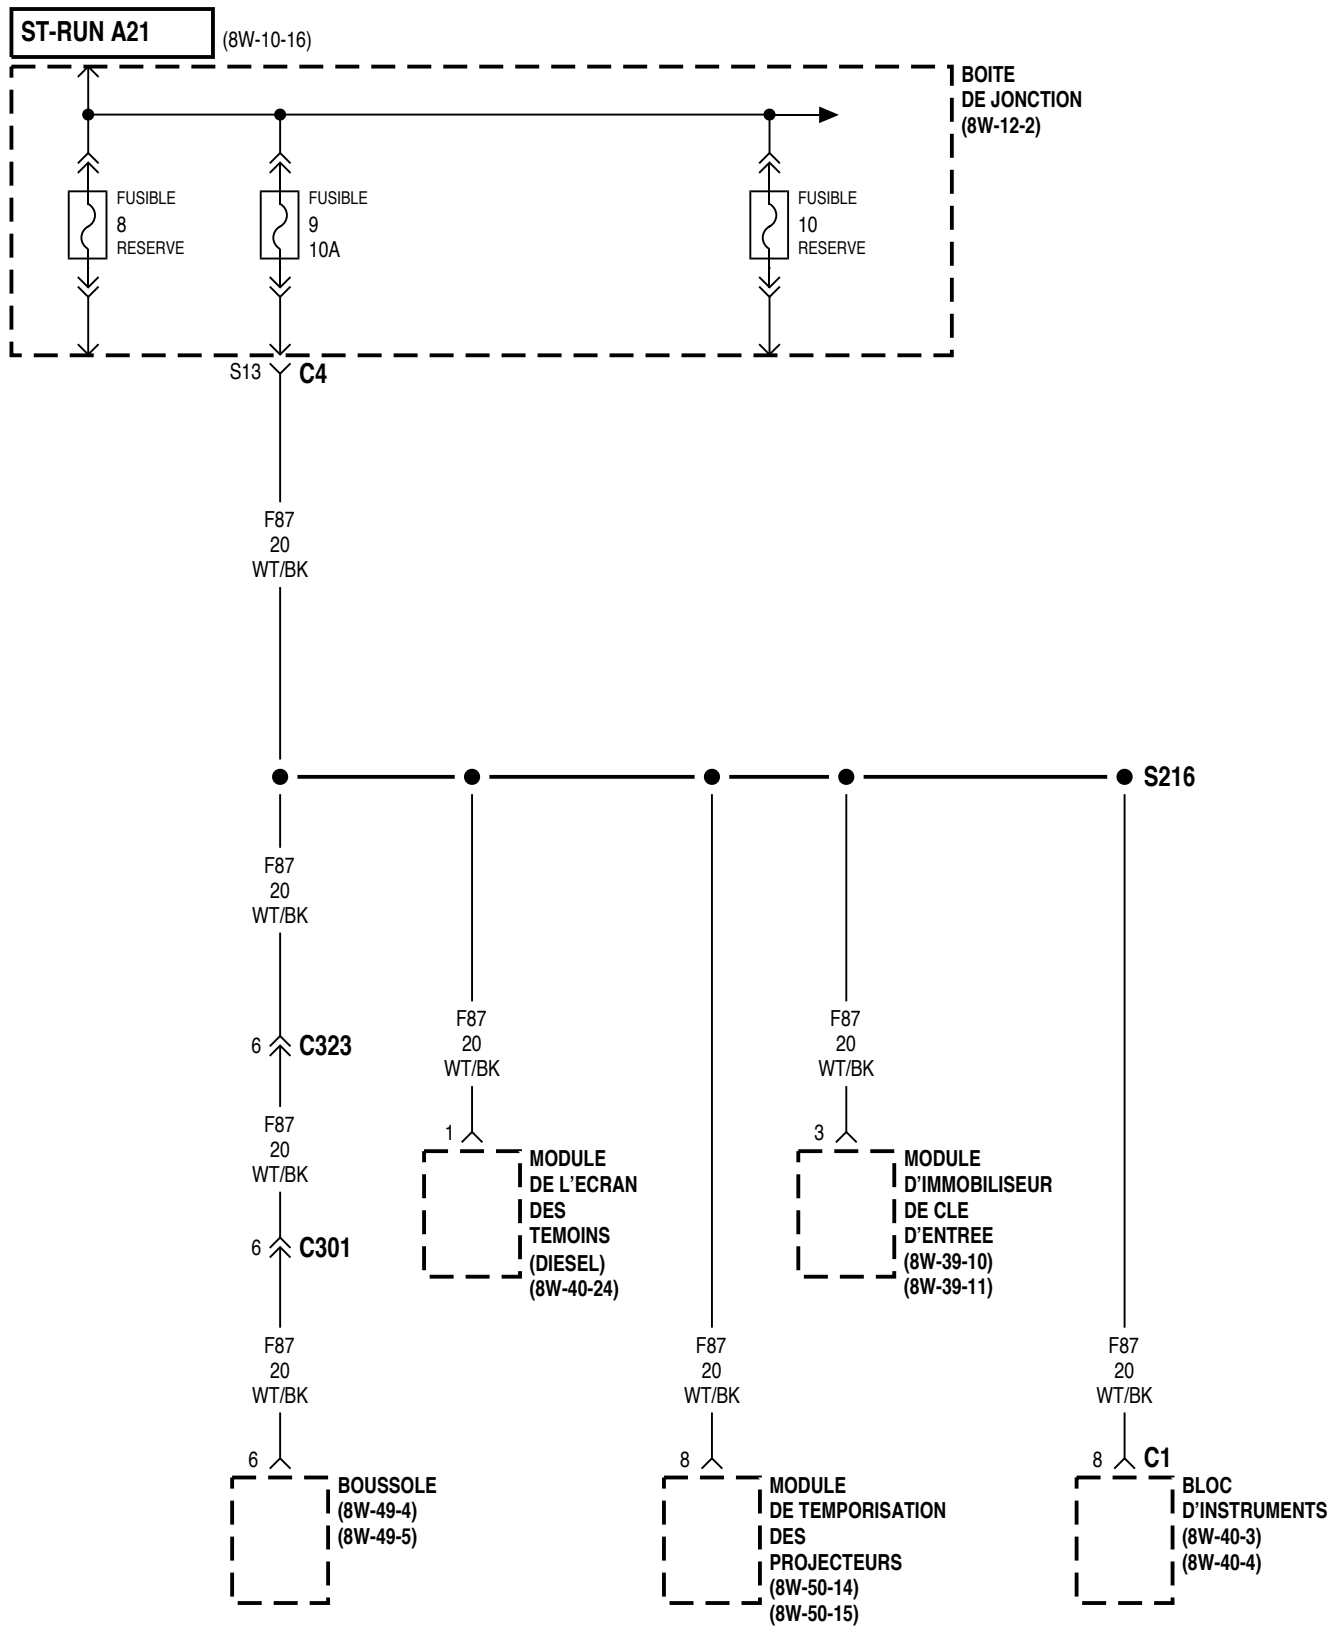 ST-RUN A21
(8W-10-16)
BOITE
DE JONCTION
(8W-12-2)
FUSIBLE
8
RESERVE
FUSIBLE
9
10A
FUSIBLE
10
RESERVE
S13
C4
F87
20
WT/BK
S216
F87
20
WT/BK
6
C323
F87
20
WT/BK
6
C301
F87
20
WT/BK
6
BOUSSOLE
(8W-49-4)
(8W-49-5)
F87
20
WT/BK
1
MODULE
DE L'ECRAN
DES
TEMOINS
(DIESEL)
(8W-40-24)
F87
20
WT/BK
8
MODULE
DE TEMPORISATION
DES
PROJECTEURS
(8W-50-14)
(8W-50-15)
F87
20
WT/BK
3
MODULE
D'IMMOBILISEUR
DE CLE
D'ENTREE
(8W-39-10)
(8W-39-11)
F87
20
WT/BK
8
C1
BLOC
D'INSTRUMENTS
(8W-40-3)
(8W-40-4)